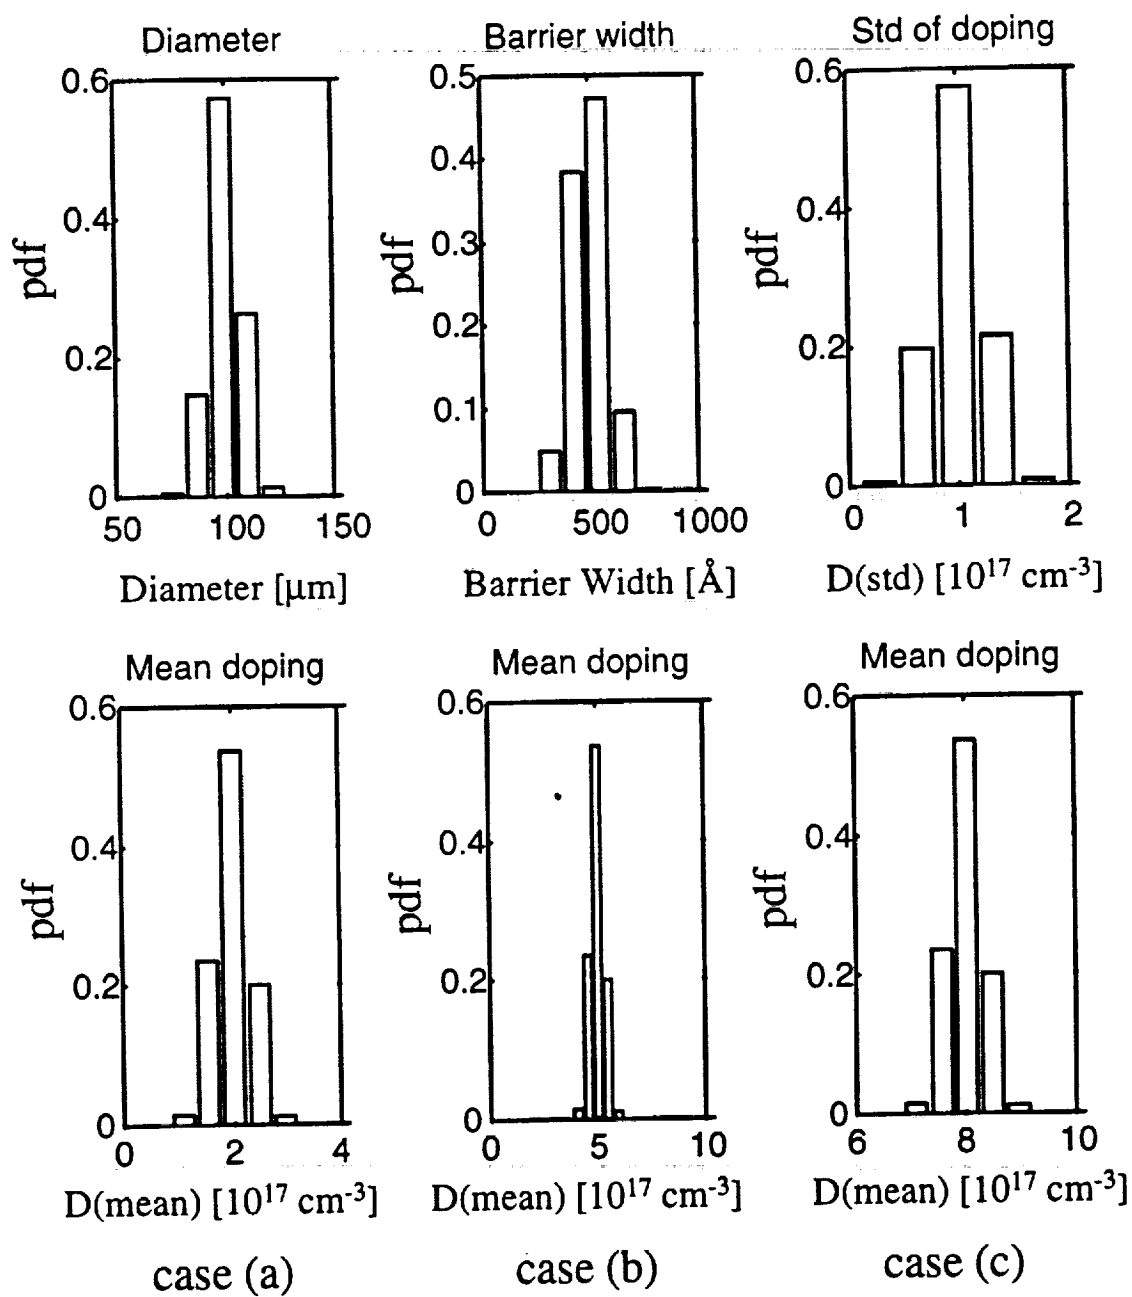 Diameter
Barrier width
Std of doping
0.6
0.4
0.2
0
pdf
50 100 150
Diameter [μm]
0.5
0.4
0.3
0.2
0.1
0
pdf
0 500 1000
Barrier Width [Å]
0.6
0.4
0.2
0
pdf
0 1 2
D(std) [10¹⁷ cm⁻³]
Mean doping
Mean doping
Mean doping
0.6
0.4
0.2
0
pdf
0 2 4
D(mean) [10¹⁷ cm⁻³]
case (a)
0.6
0.4
0.2
0
pdf
0 5 10
D(mean) [10¹⁷ cm⁻³]
case (b)
0.6
0.4
0.2
0
pdf
6 8 10
D(mean) [10¹⁷ cm⁻³]
case (c)